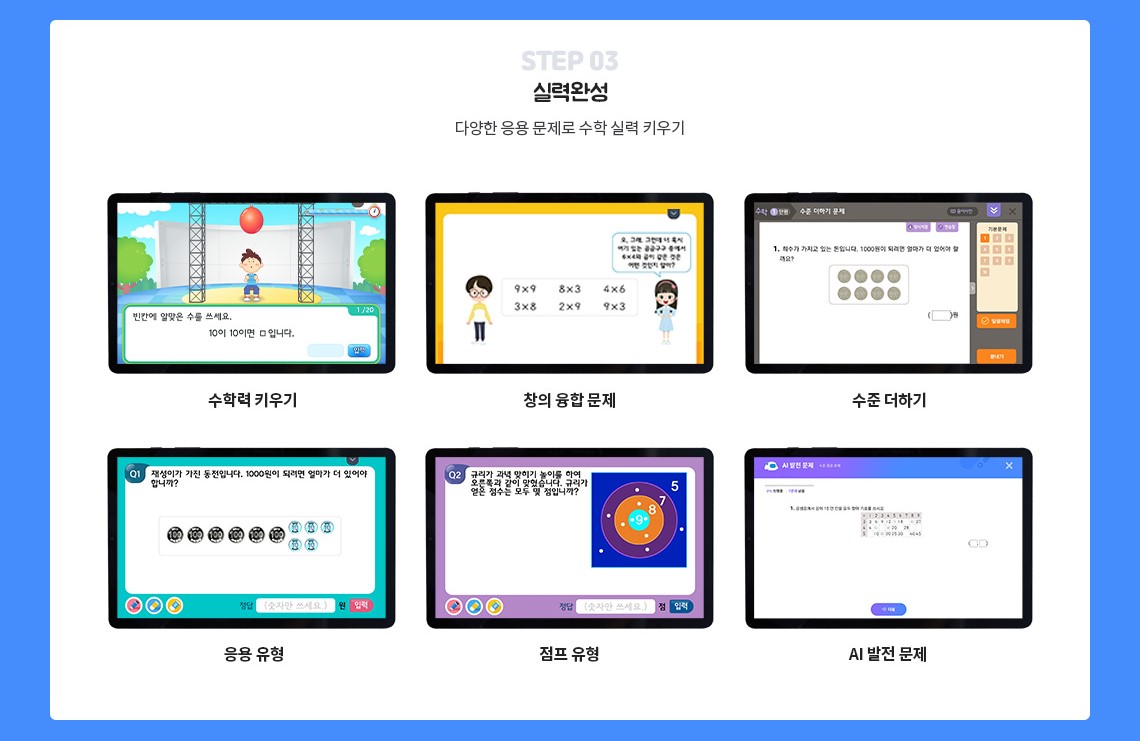 STEP 03
실력완성
다양한 응용 문제로 수학 실력 키우기
1 /20
빈칸에 알맞은 수를 쓰세요.
10이 10이면 □입니다.
입력
수학력 키우기
오, 그래. 그런데 너 혹시
여기 있는 곱셈구구 중에서
6×4와 곱이 같은 것은
어떤 것인지 알아?
9×9 8×3 4×6
3×8 2×9 9×3
창의 융합 문제
수학 1 단원 수준 더하기 문제
기본문제
1. 희수가 가지고 있는 돈입니다. 1000원이 되려면 얼마가 더 있어야 할
까요?
( )원
끝내기
수준 더하기
Q1 재성이가 가진 동전입니다. 1000원이 되려면 얼마가 더 있어야
합니까?
100 100 100 100 100 100
정답 (숫자만 쓰세요.) 원 입력
응용 유형
Q2 규리가 과녁 맞히기 놀이를 하여
오른쪽과 같이 맞혔습니다. 규리가
얻은 점수는 모두 몇 점입니까?
5
7
8
9
정답 (숫자만 쓰세요.) 점 입력
점프 유형
AI 발전 문제
AI 발전 문제